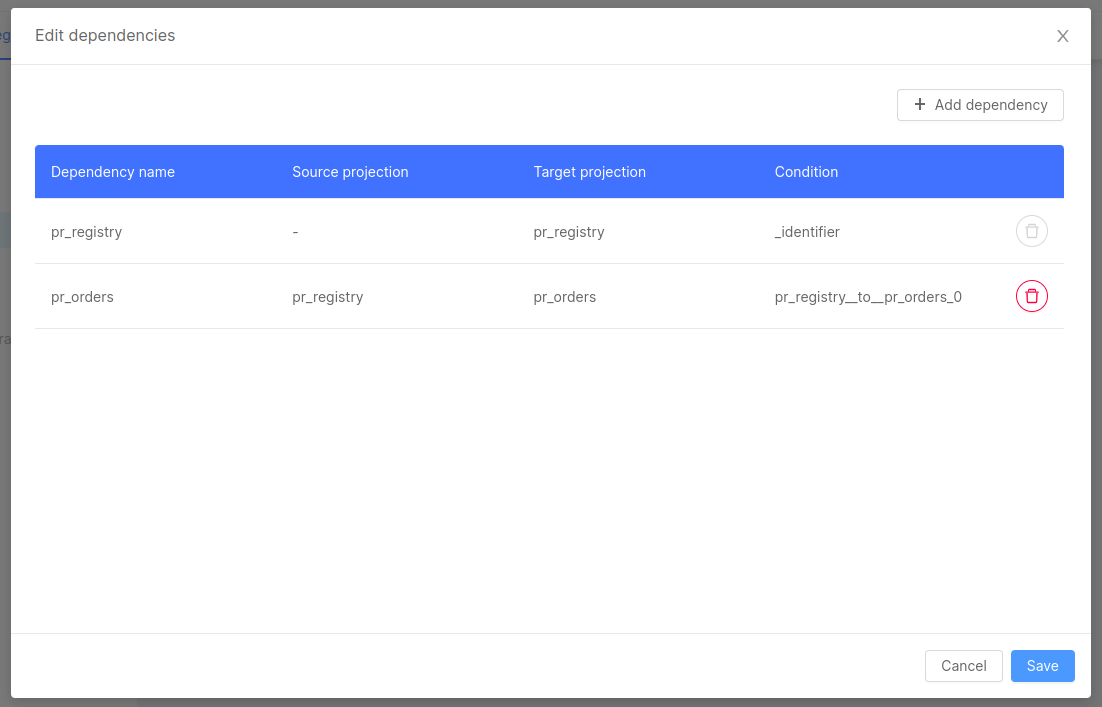 Edit dependencies
Add dependency
Dependency name Source projection Target projection Condition
pr_registry - pr_registry _identifier
pr_orders pr_registry pr_orders pr_registry__to__pr_orders_0
Cancel Save